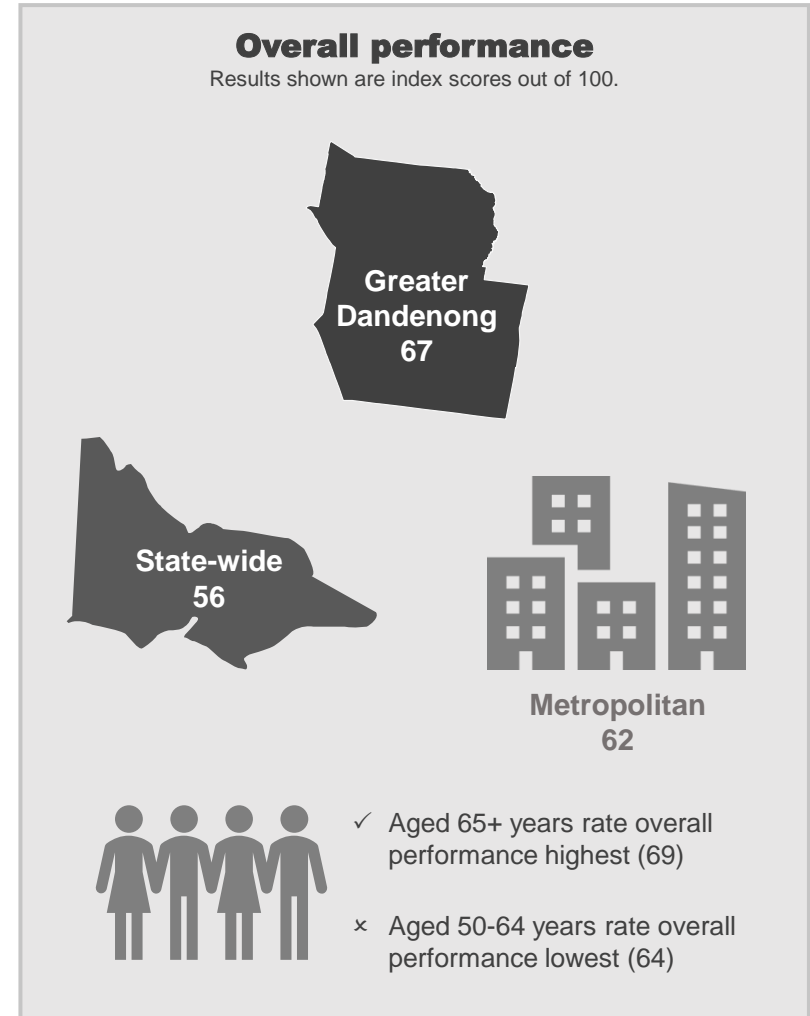 Overall performance
Results shown are index scores out of 100.
Greater
Dandenong
67
State-wide
56
Metropolitan
62
✓ Aged 65+ years rate overall
performance highest (69)
× Aged 50-64 years rate overall
performance lowest (64)